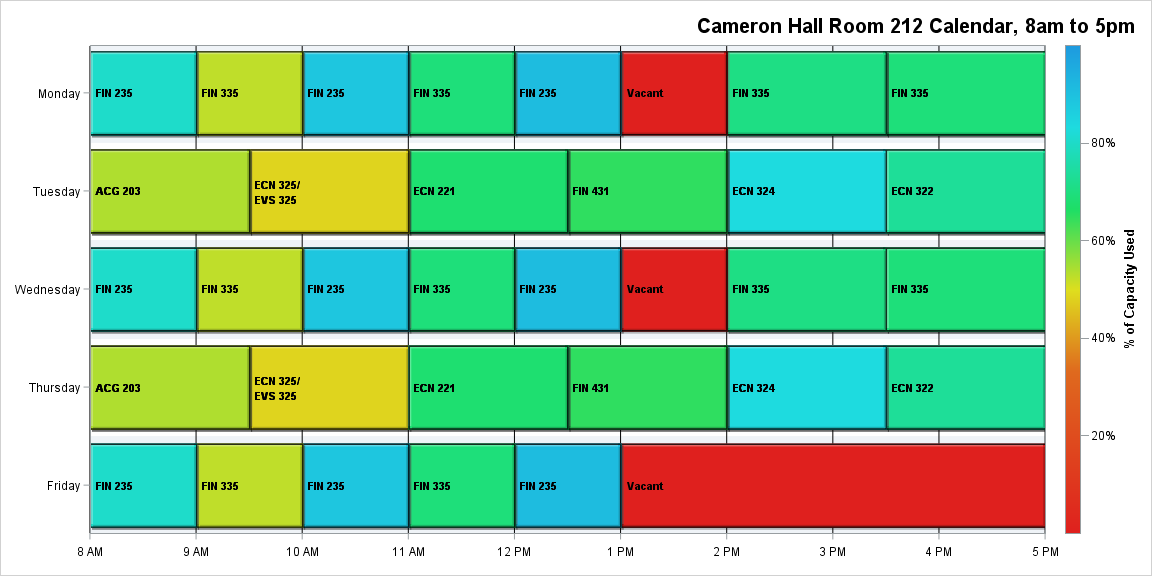 Cameron Hall Room 212 Calendar, 8am to 5pm
Monday
FIN 235
FIN 335
FIN 235
FIN 335
FIN 235
Vacant
FIN 335
FIN 335
Tuesday
ACG 203
ECN 325/
EVS 325
ECN 221
FIN 431
ECN 324
ECN 322
Wednesday
FIN 235
FIN 335
FIN 235
FIN 335
FIN 235
Vacant
FIN 335
FIN 335
Thursday
ACG 203
ECN 325/
EVS 325
ECN 221
FIN 431
ECN 324
ECN 322
Friday
FIN 235
FIN 335
FIN 235
FIN 335
FIN 235
Vacant
8 AM
9 AM
10 AM
11 AM
12 PM
1 PM
2 PM
3 PM
4 PM
5 PM
80%
60%
40%
20%
% of Capacity Used